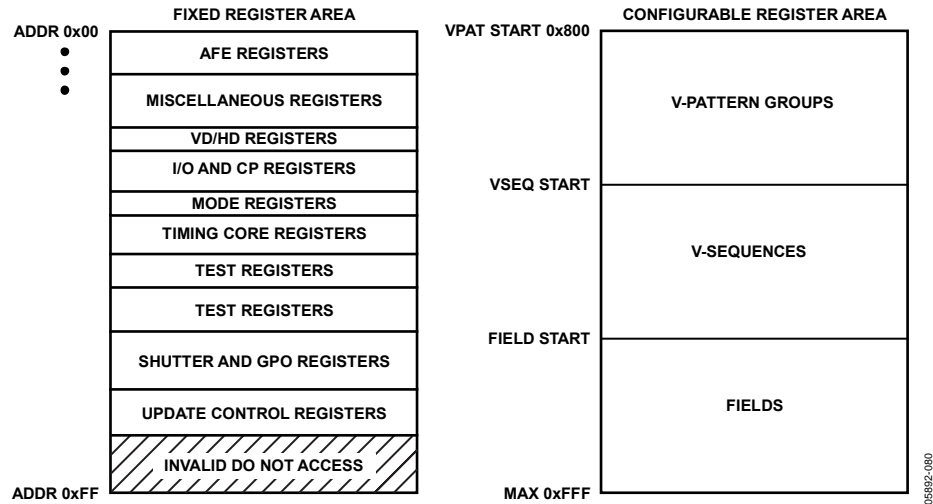 FIXED REGISTER AREA
ADDR 0x00
AFE REGISTERS
MISCELLANEOUS REGISTERS
VD/HD REGISTERS
I/O AND CP REGISTERS
MODE REGISTERS
TIMING CORE REGISTERS
TEST REGISTERS
TEST REGISTERS
SHUTTER AND GPO REGISTERS
UPDATE CONTROL REGISTERS
INVALID DO NOT ACCESS
ADDR 0xFF
CONFIGURABLE REGISTER AREA
VPAT START 0x800
V-PATTERN GROUPS
VSEQ START
V-SEQUENCES
FIELD START
FIELDS
MAX 0xFFF
05892-080